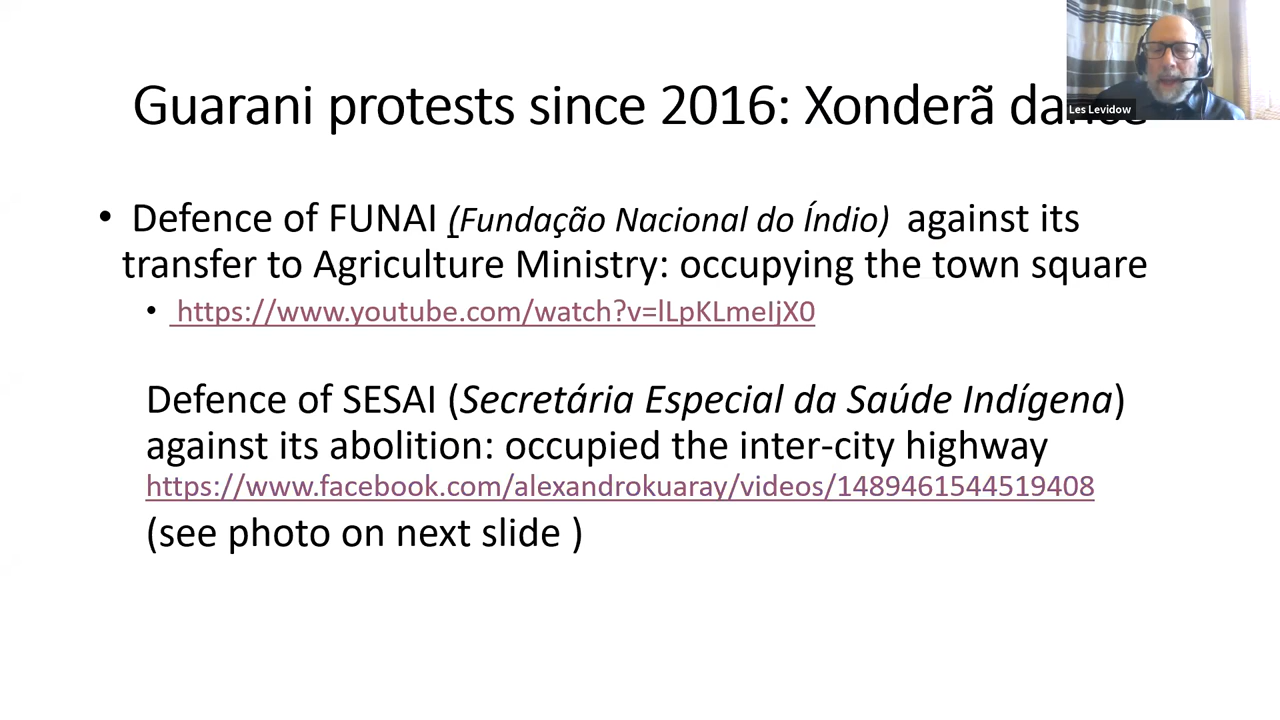 Guarani protests since 2016: Xonderã dance
Les Levidow
• Defence of FUNAI (Fundação Nacional do Índio) against its
transfer to Agriculture Ministry: occupying the town square
• https://www.youtube.com/watch?v=lLpKLmeIjX0
Defence of SESAI (Secretária Especial da Saúde Indígena)
against its abolition: occupied the inter-city highway
https://www.facebook.com/alexandrokuaray/videos/1489461544519408
(see photo on next slide )